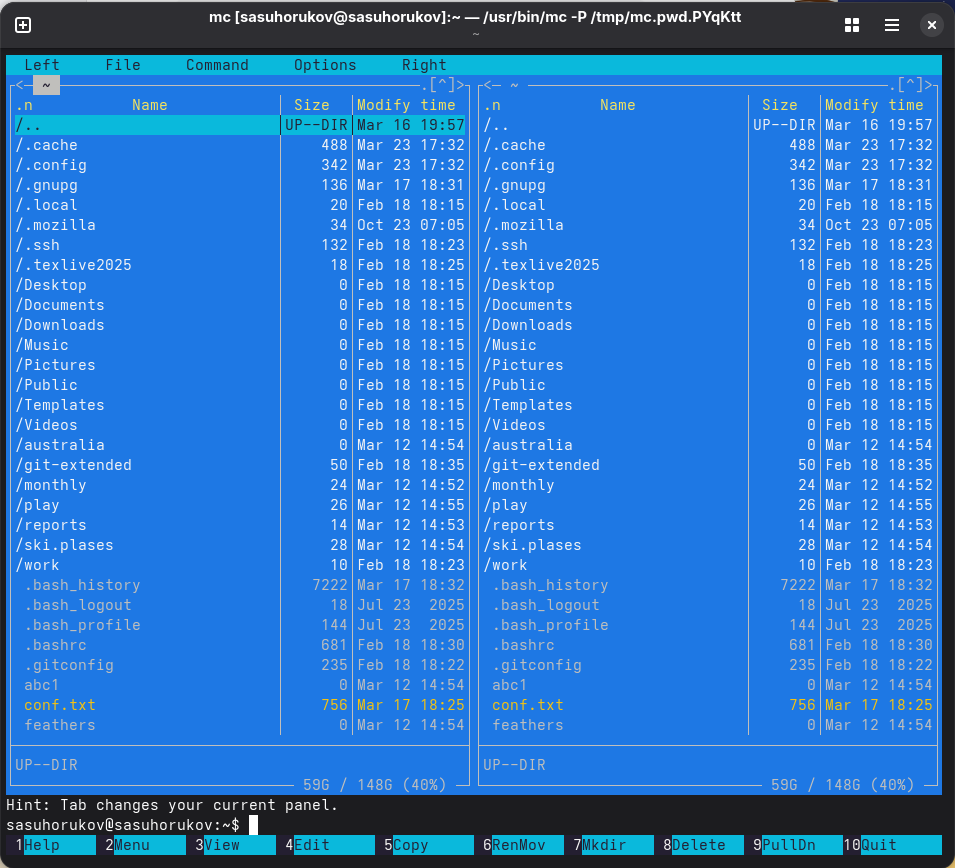 mc [sasuhorukov@sasuhorukov]:~ — /usr/bin/mc -P /tmp/mc.pwd.PYqKtt
~
Left File Command Options Right
<─ ~ .[^]> <─ ~ .[^]>
.n Name Size Modify time .n Name Size Modify time
/.. UP--DIR Mar 16 19:57 /.. UP--DIR Mar 16 19:57
/.cache 488 Mar 23 17:32 /.cache 488 Mar 23 17:32
/.config 342 Mar 23 17:32 /.config 342 Mar 23 17:32
/.gnupg 136 Mar 17 18:31 /.gnupg 136 Mar 17 18:31
/.local 20 Feb 18 18:15 /.local 20 Feb 18 18:15
/.mozilla 34 Oct 23 07:05 /.mozilla 34 Oct 23 07:05
/.ssh 132 Feb 18 18:23 /.ssh 132 Feb 18 18:23
/.texlive2025 18 Feb 18 18:25 /.texlive2025 18 Feb 18 18:25
/Desktop 0 Feb 18 18:15 /Desktop 0 Feb 18 18:15
/Documents 0 Feb 18 18:15 /Documents 0 Feb 18 18:15
/Downloads 0 Feb 18 18:15 /Downloads 0 Feb 18 18:15
/Music 0 Feb 18 18:15 /Music 0 Feb 18 18:15
/Pictures 0 Feb 18 18:15 /Pictures 0 Feb 18 18:15
/Public 0 Feb 18 18:15 /Public 0 Feb 18 18:15
/Templates 0 Feb 18 18:15 /Templates 0 Feb 18 18:15
/Videos 0 Feb 18 18:15 /Videos 0 Feb 18 18:15
/australia 0 Mar 12 14:54 /australia 0 Mar 12 14:54
/git-extended 50 Feb 18 18:35 /git-extended 50 Feb 18 18:35
/monthly 24 Mar 12 14:52 /monthly 24 Mar 12 14:52
/play 26 Mar 12 14:55 /play 26 Mar 12 14:55
/reports 14 Mar 12 14:53 /reports 14 Mar 12 14:53
/ski.plases 28 Mar 12 14:54 /ski.plases 28 Mar 12 14:54
/work 10 Feb 18 18:23 /work 10 Feb 18 18:23
.bash_history 7222 Mar 17 18:32 .bash_history 7222 Mar 17 18:32
.bash_logout 18 Jul 23 2025 .bash_logout 18 Jul 23 2025
.bash_profile 144 Jul 23 2025 .bash_profile 144 Jul 23 2025
.bashrc 681 Feb 18 18:30 .bashrc 681 Feb 18 18:30
.gitconfig 235 Feb 18 18:22 .gitconfig 235 Feb 18 18:22
abc1 0 Mar 12 14:54 abc1 0 Mar 12 14:54
conf.txt 756 Mar 17 18:25 conf.txt 756 Mar 17 18:25
feathers 0 Mar 12 14:54 feathers 0 Mar 12 14:54
UP--DIR UP--DIR
59G / 148G (40%) 59G / 148G (40%)
Hint: Tab changes your current panel.
sasuhorukov@sasuhorukov:~$
1Help 2Menu 3View 4Edit 5Copy 6RenMov 7Mkdir 8Delete 9PullDn 10Quit